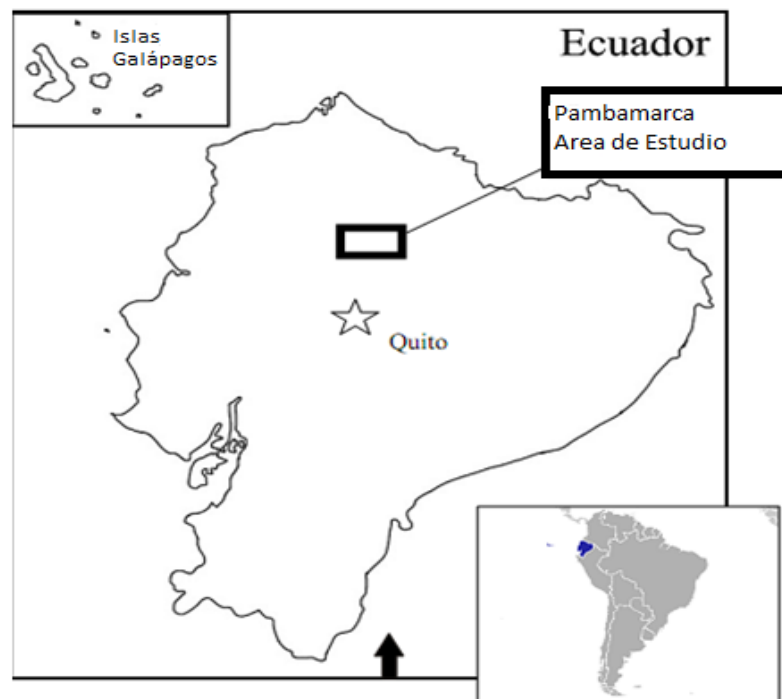 Islas
Galápagos
Ecuador
Pambamarca
Area de Estudio
Quito